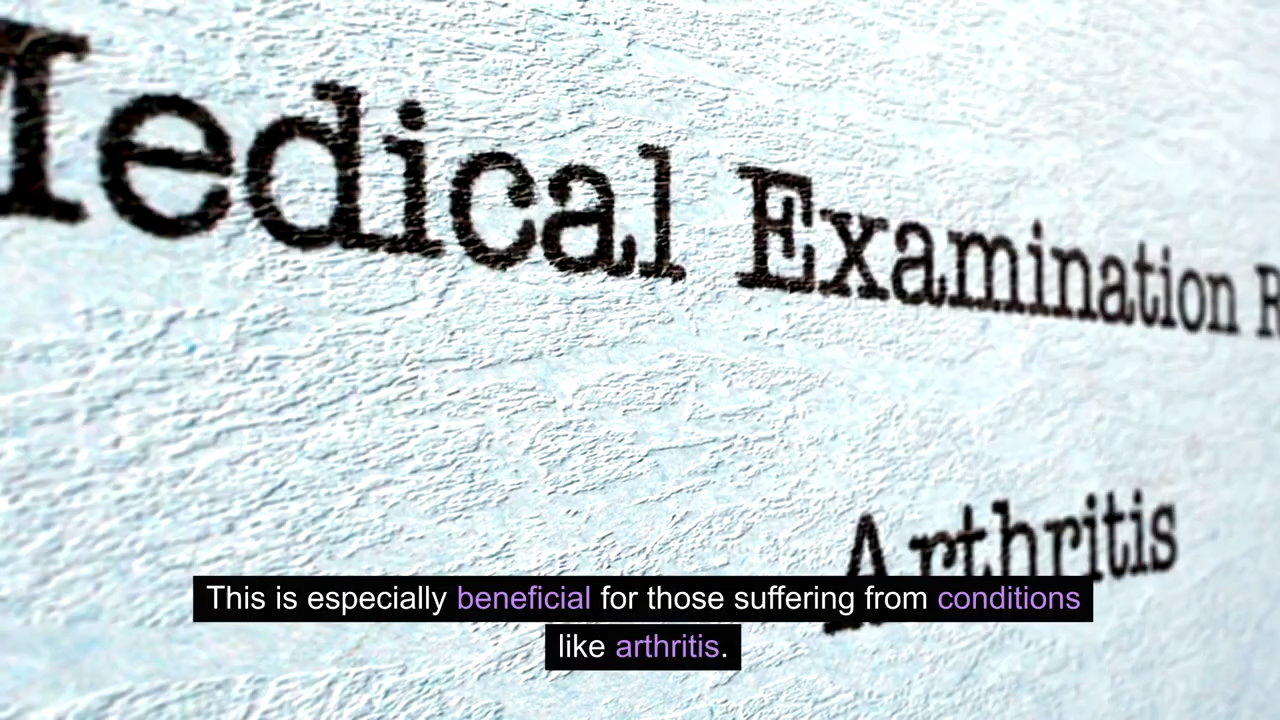 Medical Examination R
Arthritis
This is especially beneficial for those suffering from conditions
like arthritis.